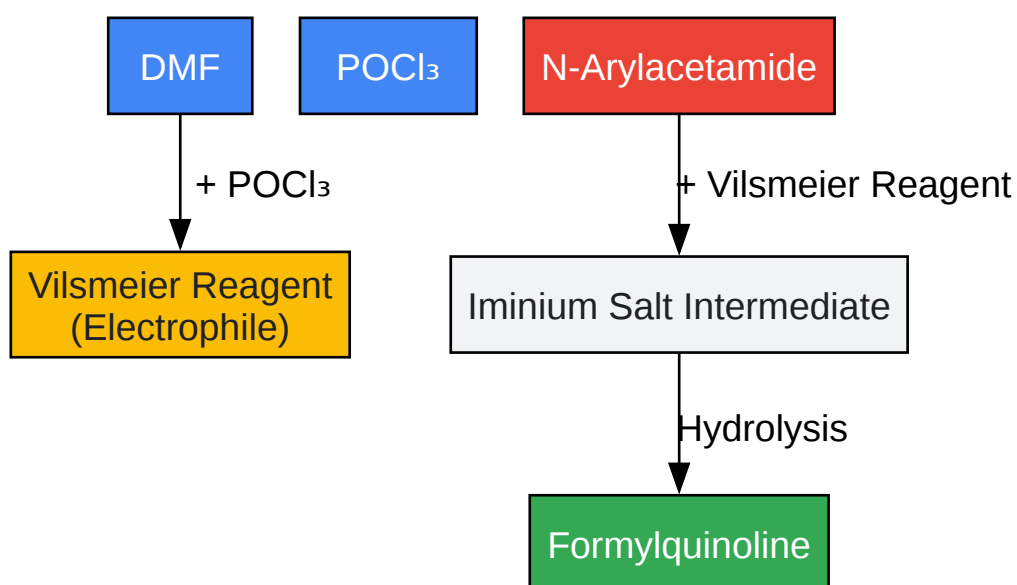 DMF
POCl₃
N-Arylacetamide
+ POCl₃
+ Vilsmeier Reagent
Vilsmeier Reagent
(Electrophile)
Iminium Salt Intermediate
Hydrolysis
Formylquinoline